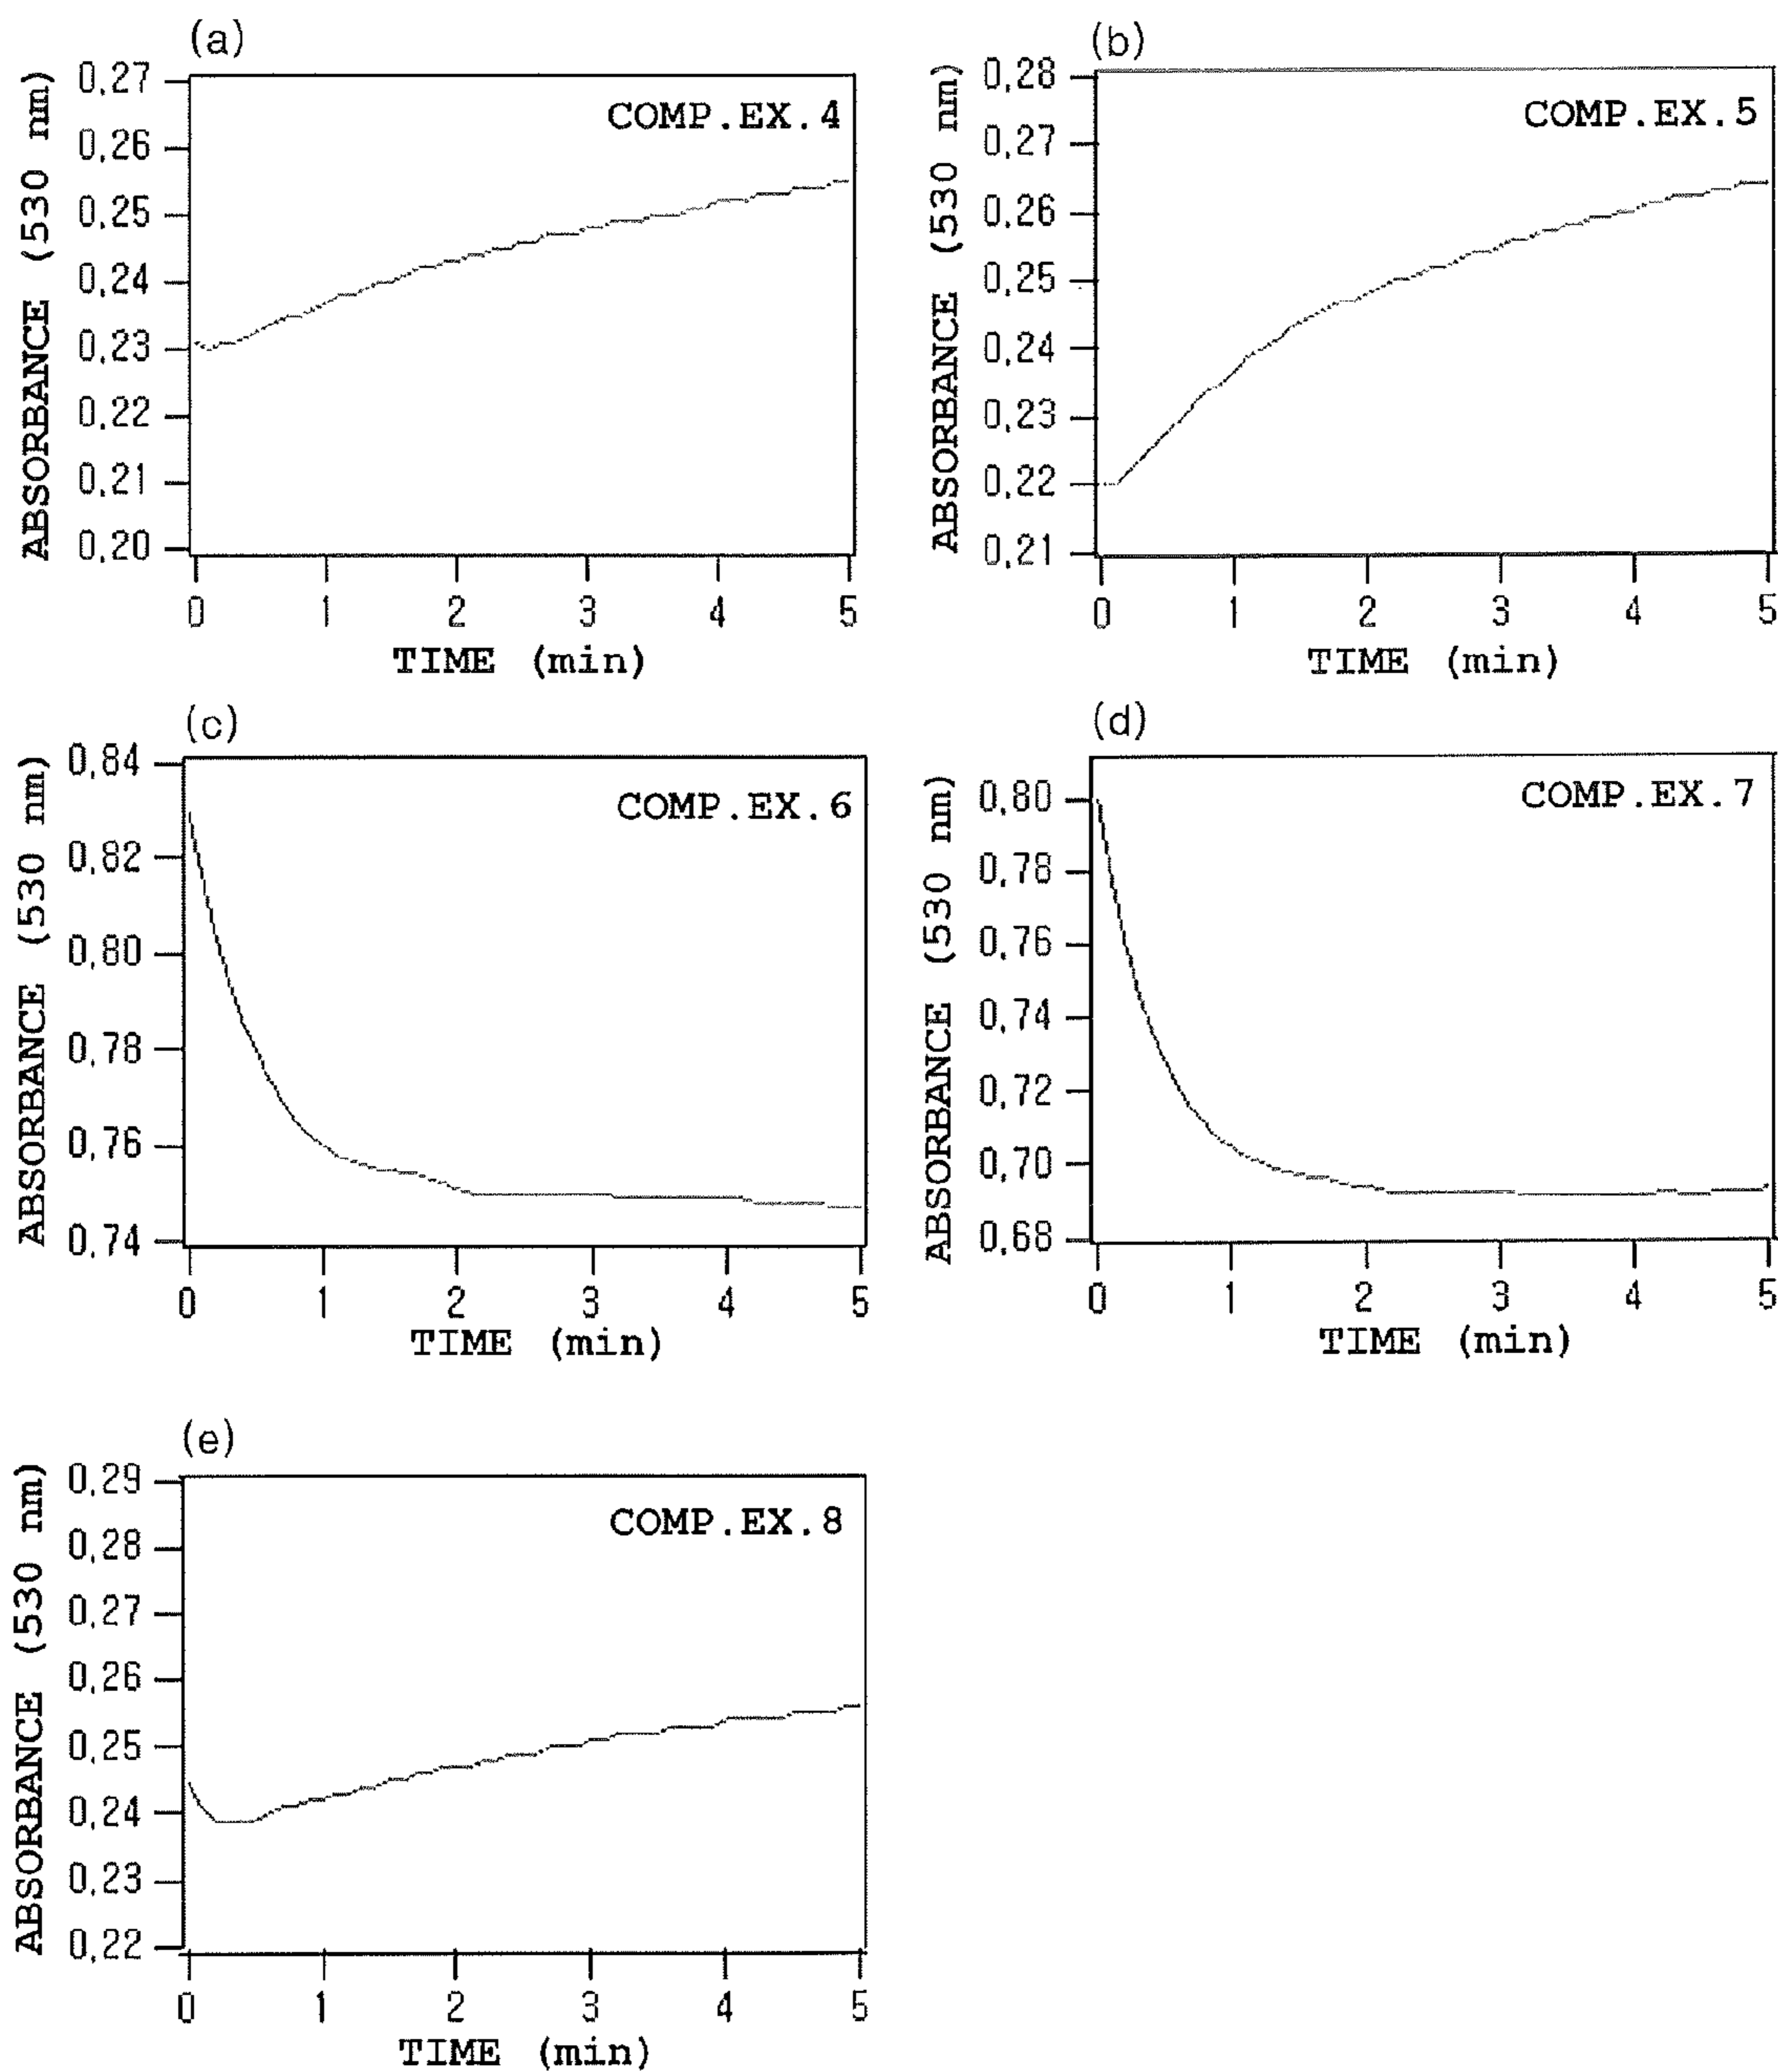 (a)
COMP.EX.4
ABSORBANCE (530 nm)
0.27
0.26
0.25
0.24
0.23
0.22
0.21
0.20
0 1 2 3 4 5
TIME (min)
(b)
COMP.EX.5
ABSORBANCE (530 nm)
0.28
0.27
0.26
0.25
0.24
0.23
0.22
0.21
0 1 2 3 4 5
TIME (min)
(c)
COMP.EX.6
ABSORBANCE (530 nm)
0.84
0.82
0.80
0.78
0.76
0.74
0 1 2 3 4 5
TIME (min)
(d)
COMP.EX.7
ABSORBANCE (530 nm)
0.80
0.78
0.76
0.74
0.72
0.70
0.68
0 1 2 3 4 5
TIME (min)
(e)
COMP.EX.8
ABSORBANCE (530 nm)
0.29
0.28
0.27
0.26
0.25
0.24
0.23
0.22
0 1 2 3 4 5
TIME (min)